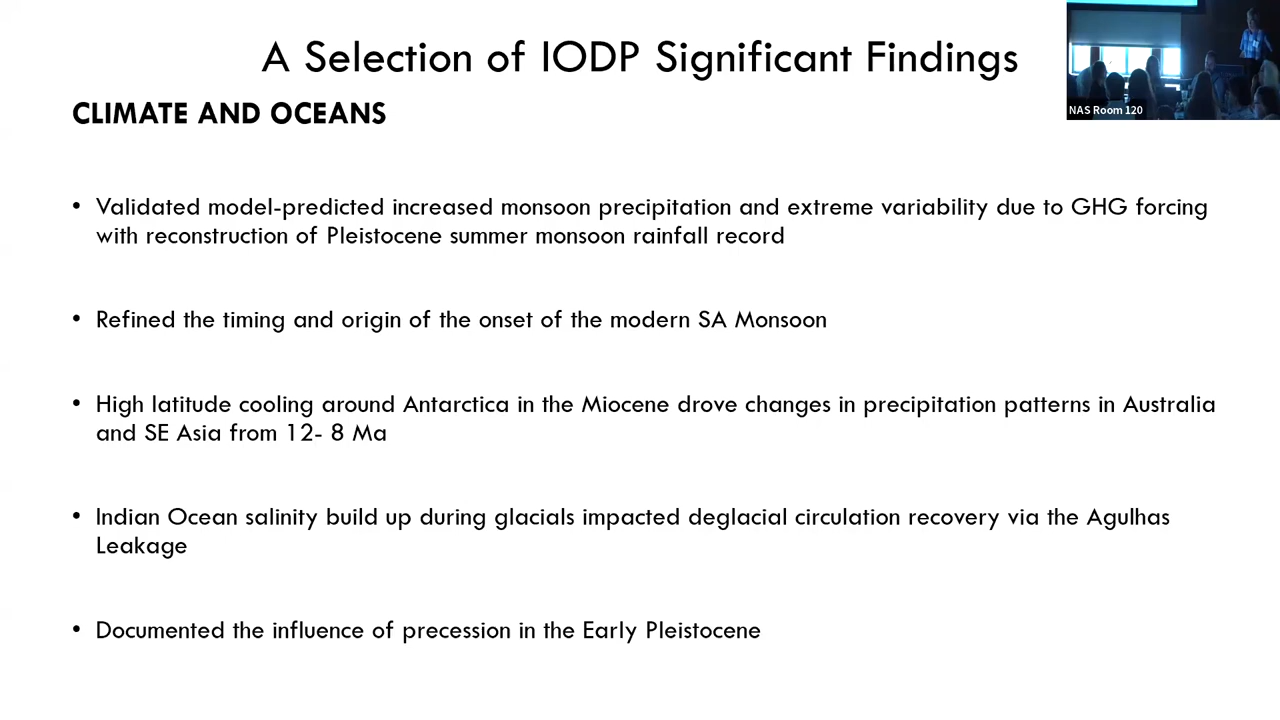 A Selection of IODP Significant Findings
CLIMATE AND OCEANS
NAS Room 120
• Validated model-predicted increased monsoon precipitation and extreme variability due to GHG forcing
with reconstruction of Pleistocene summer monsoon rainfall record
• Refined the timing and origin of the onset of the modern SA Monsoon
• High latitude cooling around Antarctica in the Miocene drove changes in precipitation patterns in Australia
and SE Asia from 12- 8 Ma
• Indian Ocean salinity build up during glacials impacted deglacial circulation recovery via the Agulhas
Leakage
• Documented the influence of precession in the Early Pleistocene